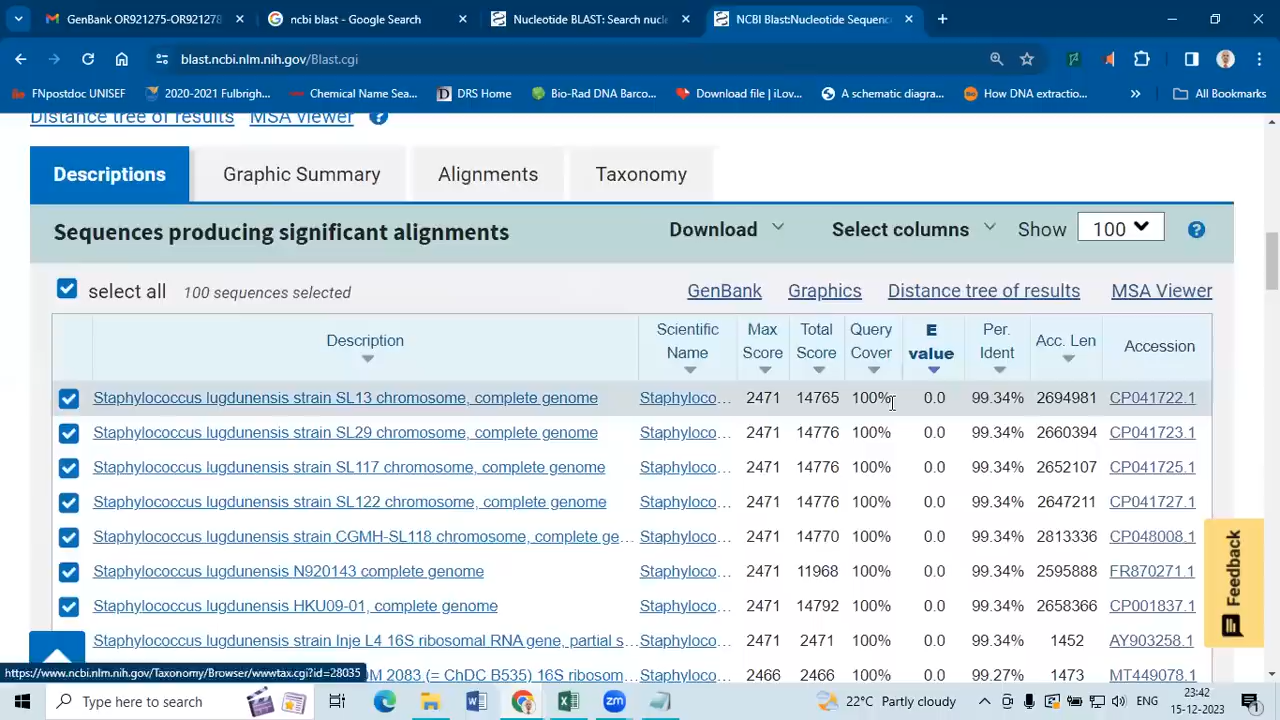 GenBank OR921275-OR921278
ncbi blast - Google Search
Nucleotide BLAST: Search nucle
NCBI Blast:Nucleotide Sequence
blast.ncbi.nlm.nih.gov/Blast.cgi
FNpostdoc UNISEF
2020-2021 Fulbrigh...
Chemical Name Sea...
DRS Home
Bio-Rad DNA Barco...
Download file | iLov...
A schematic diagra...
How DNA extractio...
»
All Bookmarks
Distance tree of results MSA viewer ?
Descriptions
Graphic Summary
Alignments
Taxonomy
Sequences producing significant alignments
Download
Select columns
Show 100 ?
select all 100 sequences selected
GenBank Graphics Distance tree of results MSA Viewer
Description
Scientific Name
Max Score
Total Score
Query Cover
E value
Per. Ident
Acc. Len
Accession
Staphylococcus lugdunensis strain SL13 chromosome, complete genome Staphyloco... 2471 14765 100% 0.0 99.34% 2694981 CP041722.1
Staphylococcus lugdunensis strain SL29 chromosome, complete genome Staphyloco... 2471 14776 100% 0.0 99.34% 2660394 CP041723.1
Staphylococcus lugdunensis strain SL117 chromosome, complete genome Staphyloco... 2471 14776 100% 0.0 99.34% 2652107 CP041725.1
Staphylococcus lugdunensis strain SL122 chromosome, complete genome Staphyloco... 2471 14776 100% 0.0 99.34% 2647211 CP041727.1
Staphylococcus lugdunensis strain CGMH-SL118 chromosome, complete ge... Staphyloco... 2471 14770 100% 0.0 99.34% 2813336 CP048008.1
Staphylococcus lugdunensis N920143 complete genome Staphyloco... 2471 11968 100% 0.0 99.34% 2595888 FR870271.1
Staphylococcus lugdunensis HKU09-01, complete genome Staphyloco... 2471 14792 100% 0.0 99.34% 2658366 CP001837.1
Staphylococcus lugdunensis strain Inje L4 16S ribosomal RNA gene, partial s... Staphyloco... 2471 2471 100% 0.0 99.34% 1452 AY903258.1
2083 (= ChDC B535) 16S ribosom... Staphyloco... 2466 2466 100% 0.0 99.27% 1473 MT449078.1
Feedback
https://www.ncbi.nlm.nih.gov/Taxonomy/Browser/wwwtax.cgi?id=28035
Type here to search
22°C Partly cloudy
ENG
23:42
15-12-2023